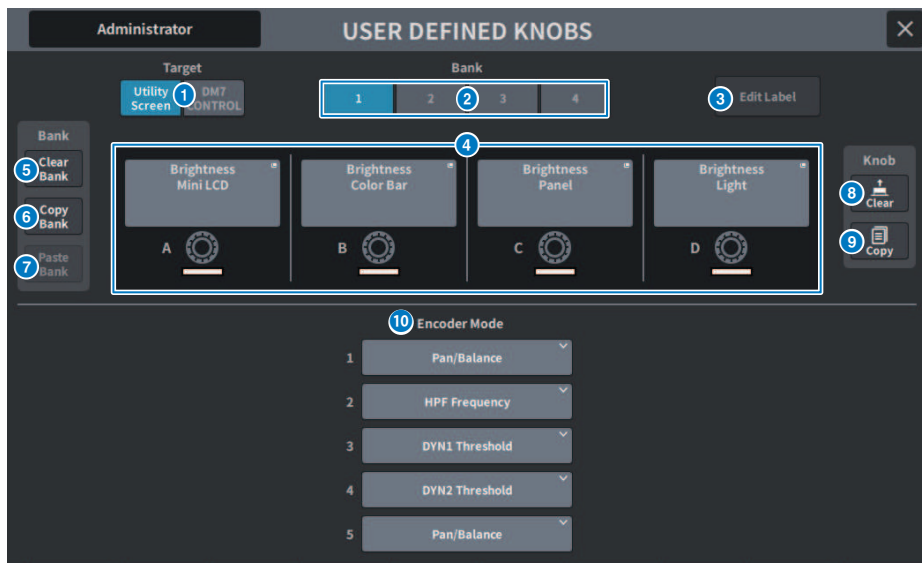 Administrator
USER DEFINED KNOBS
Target
Bank
Utility
Screen
1
DM7
CONTROL
1
2
2
3
4
3
Edit Label
4
Bank
5
Clear
Bank
6
Copy
Bank
7
Paste
Bank
Brightness
Mini LCD
Brightness
Color Bar
Brightness
Panel
Brightness
Light
A
B
C
D
Knob
8
Clear
9
Copy
10 Encoder Mode
1 Pan/Balance
2 HPF Frequency
3 DYN1 Threshold
4 DYN2 Threshold
5 Pan/Balance